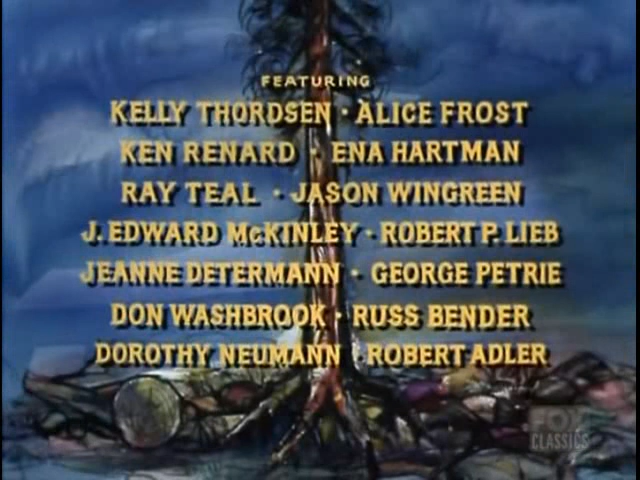 FEATURING
KELLY THORDSEN · ALICE FROST
KEN RENARD · ENA HARTMAN
RAY TEAL · JASON WINGREEN
J. EDWARD McKINLEY · ROBERT P. LIEB
JEANNE DETERMANN · GEORGE PETRIE
DON WASHBROOK · RUSS BENDER
DOROTHY NEUMANN · ROBERT ADLER
FOX
CLASSICS